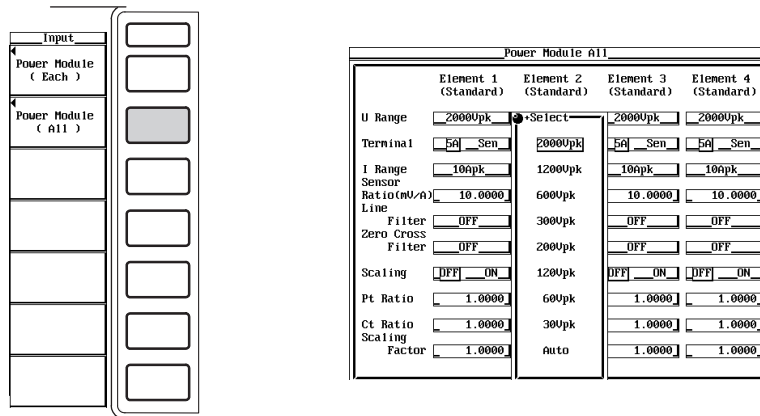 Input
Power Module
( Each )
Power Module
( All )
Power Module All
Element 1 Element 2 Element 3 Element 4
(Standard) (Standard) (Standard) (Standard)
U Range 2000Vpk +Select 2000Vpk 2000Vpk
Terminal 5A Sen 2000Vpk 5A Sen 5A Sen
I Range 10Apk 1200Vpk 10Apk 10Apk
Sensor
Ratio(mV/A) 10.0000 600Vpk 10.0000 10.0000
Line
Filter OFF 300Vpk OFF OFF
Zero Cross
Filter OFF 200Vpk OFF OFF
Scaling OFF ON 120Vpk OFF ON OFF ON
Pt Ratio 1.0000 60Vpk 1.0000 1.0000
Ct Ratio 1.0000 30Vpk 1.0000 1.0000
Scaling
Factor 1.0000 Auto 1.0000 1.0000